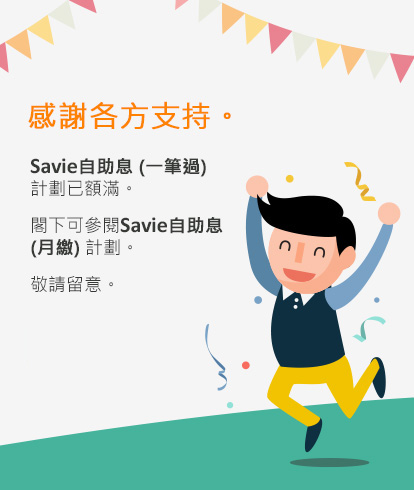 感謝各方支持。
Savie自助息 (一筆過)
計劃已額滿。
閣下可參閱Savie自助息
(月繳) 計劃。
敬請留意。